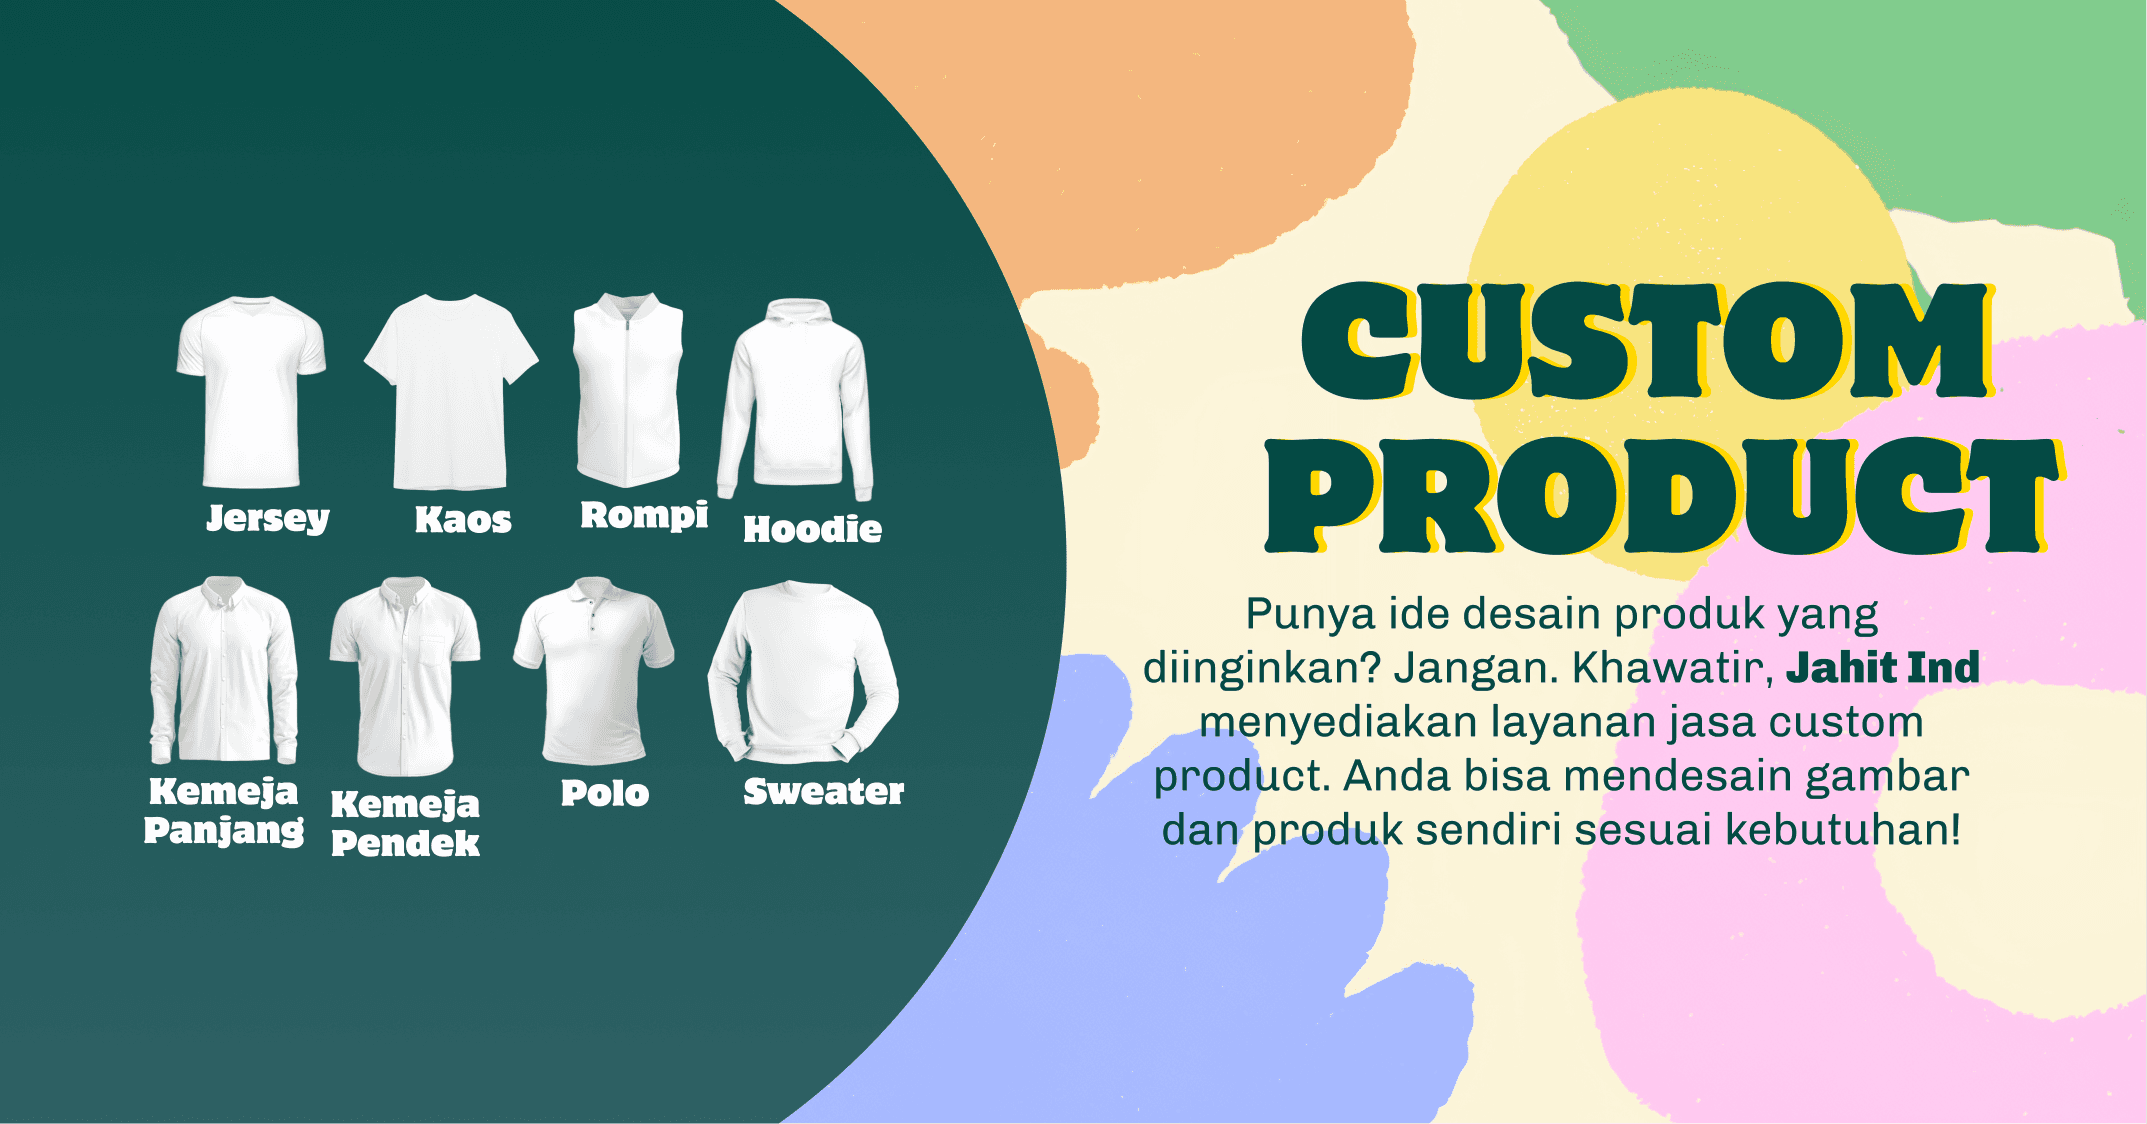 Jersey
Kaos
Rompi
Hoodie
Kemeja
Panjang
Kemeja
Pendek
Polo
Sweater
CUSTOM
PRODUCT
Punya ide desain produk yang
diinginkan? Jangan. Khawatir, Jahit Ind
menyediakan layanan jasa custom
product. Anda bisa mendesain gambar
dan produk sendiri sesuai kebutuhan!